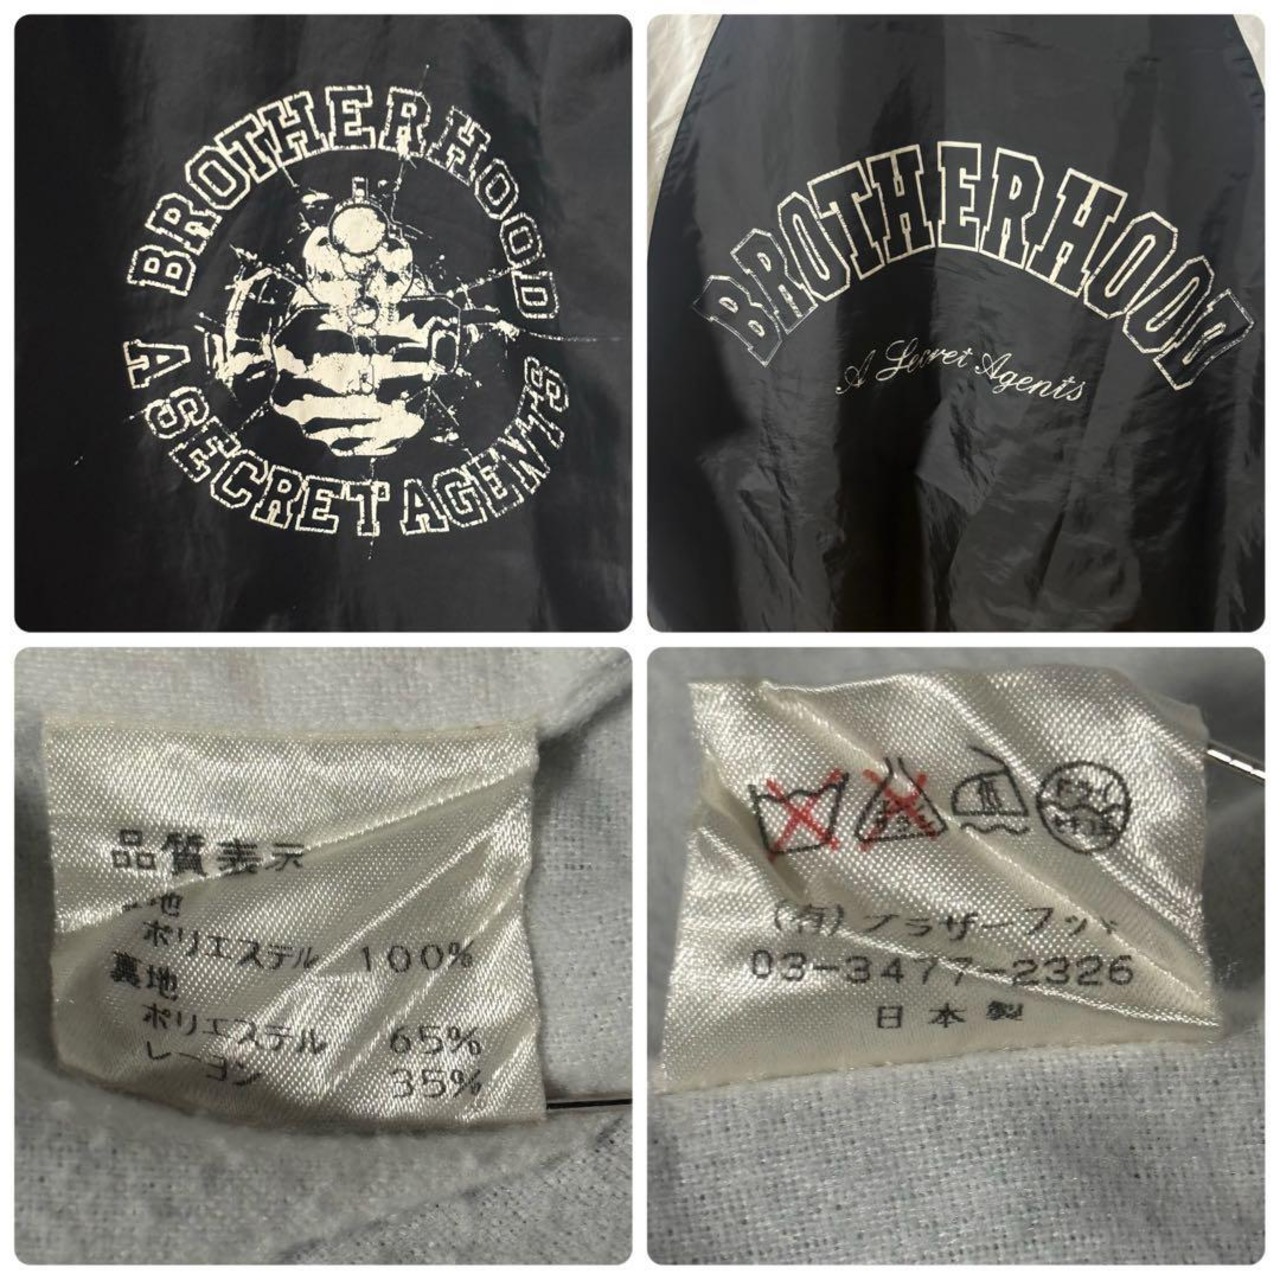 BROTHERHOOD
A SECRET AGENTS
BROTHERHOOD
A Secret Agents
品質表示
地
ポリエステル 100%
裏地
ポリエステル 65%
レーヨン 35%
(有)ブラザーフッド
03-3477-2326
日本製